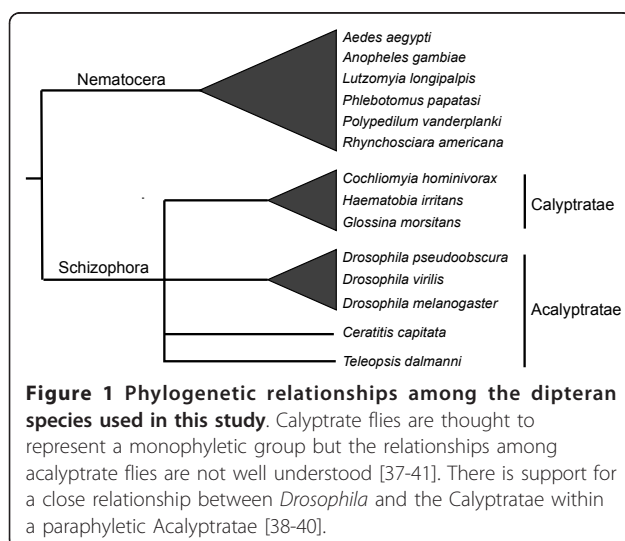 Nematocera
Aedes aegypti
Anopheles gambiae
Lutzomyia longipalpis
Phlebotomus papatasi
Polypedilum vanderplanki
Rhynchosciara americana
Schizophora
Cochliomyia hominivorax
Haematobia irritans
Glossina morsitans
Calyptratae
Drosophila pseudoobscura
Drosophila virilis
Drosophila melanogaster
Ceratitis capitata
Teleopsis dalmanni
Acalyptratae
Figure 1 Phylogenetic relationships among the dipteran
species used in this study. Calyptrate flies are thought to
represent a monophyletic group but the relationships among
acalyptrate flies are not well understood [37-41]. There is support for
a close relationship between Drosophila and the Calyptratae within
a paraphyletic Acalyptratae [38-40].